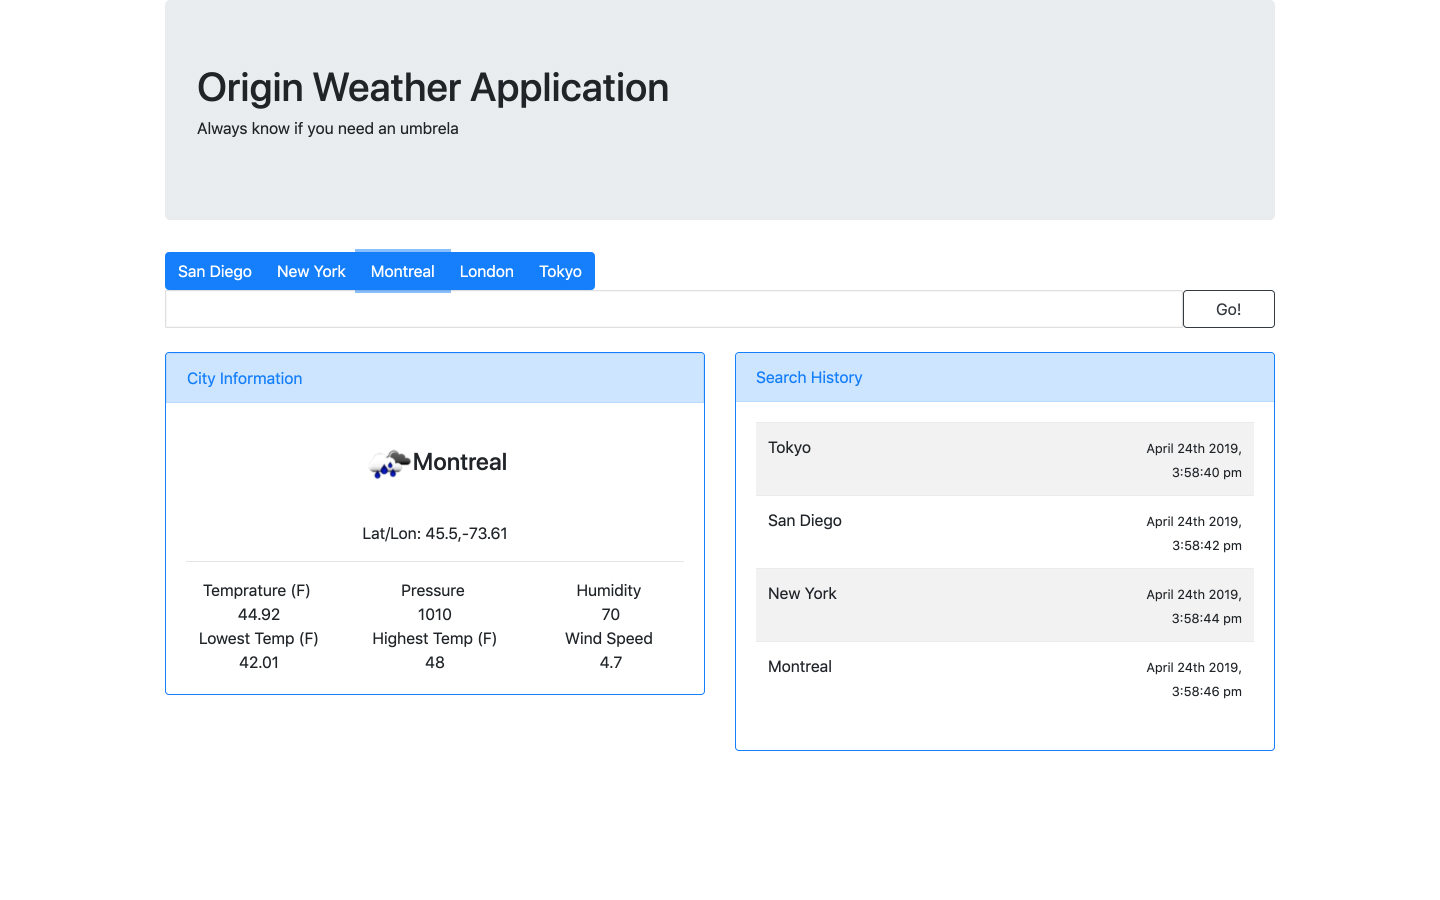 Origin Weather Application
Always know if you need an umbrela
San Diego New York Montreal London Tokyo
Go!
City Information
Montreal
Lat/Lon: 45.5,-73.61
Temprature (F) Pressure Humidity
44.92 1010 70
Lowest Temp (F) Highest Temp (F) Wind Speed
42.01 48 4.7
Search History
Tokyo April 24th 2019,
3:58:40 pm
San Diego April 24th 2019,
3:58:42 pm
New York April 24th 2019,
3:58:44 pm
Montreal April 24th 2019,
3:58:46 pm